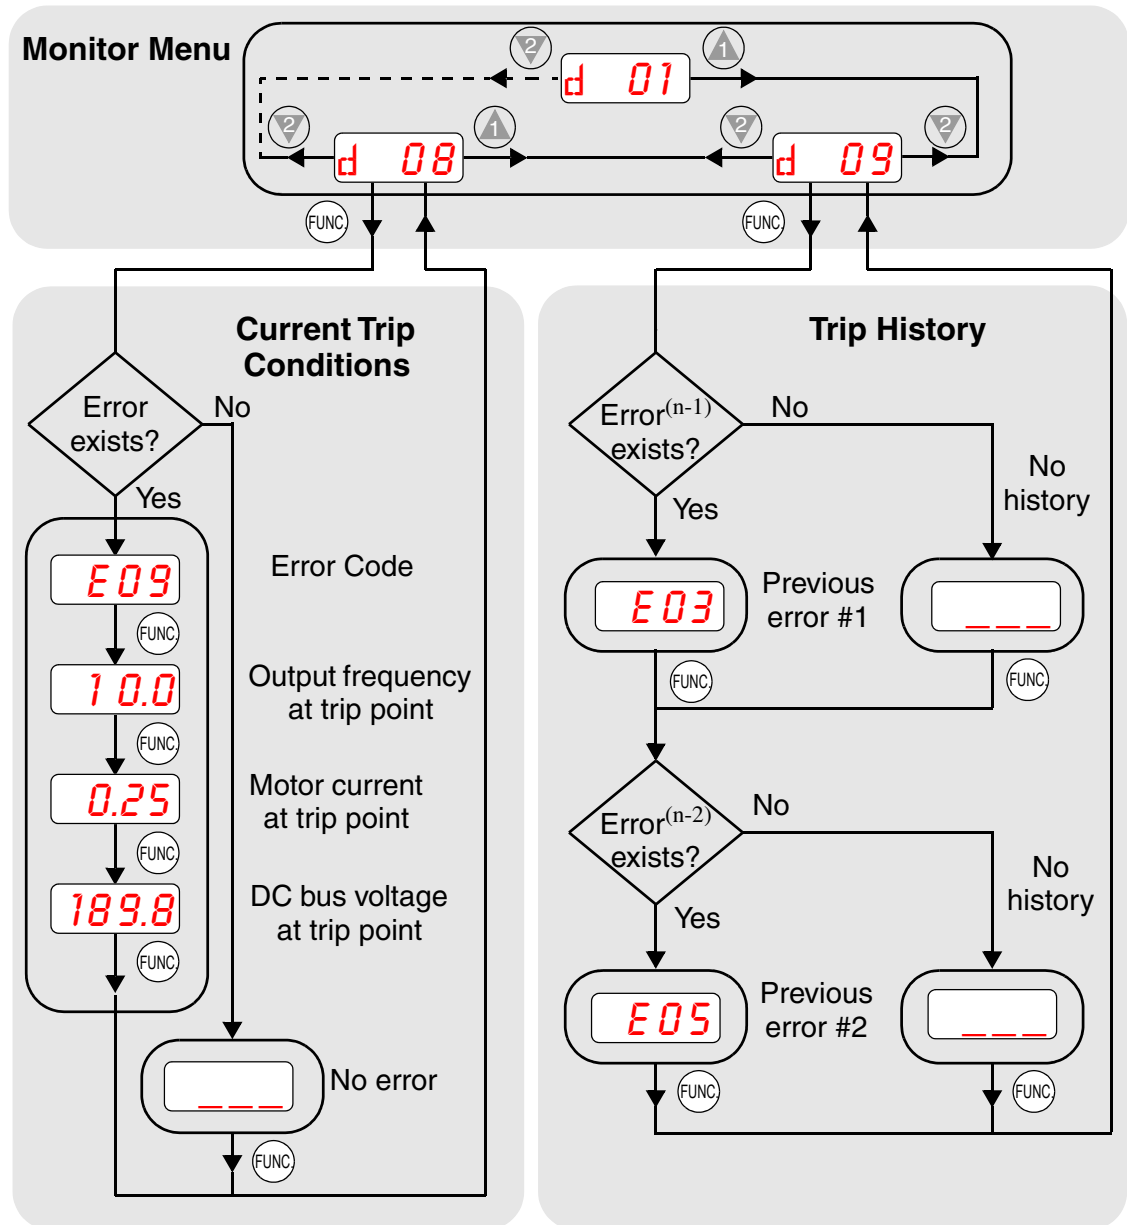 Monitor Menu
2
d 01
1
2
d 08
1
2
d 09
2
FUNC.
FUNC.
Current Trip
Conditions
Error
exists?
No
Yes
E09
Error Code
FUNC.
10.0
Output frequency
at trip point
FUNC.
0.25
Motor current
at trip point
FUNC.
189.8
DC bus voltage
at trip point
FUNC.
_ _ _
No error
FUNC.
Trip History
Error(n-1)
exists?
No
Yes
No
history
E03
Previous
error #1
_ _ _
FUNC.
FUNC.
Error(n-2)
exists?
No
Yes
No
history
E05
Previous
error #2
_ _ _
FUNC.
FUNC.